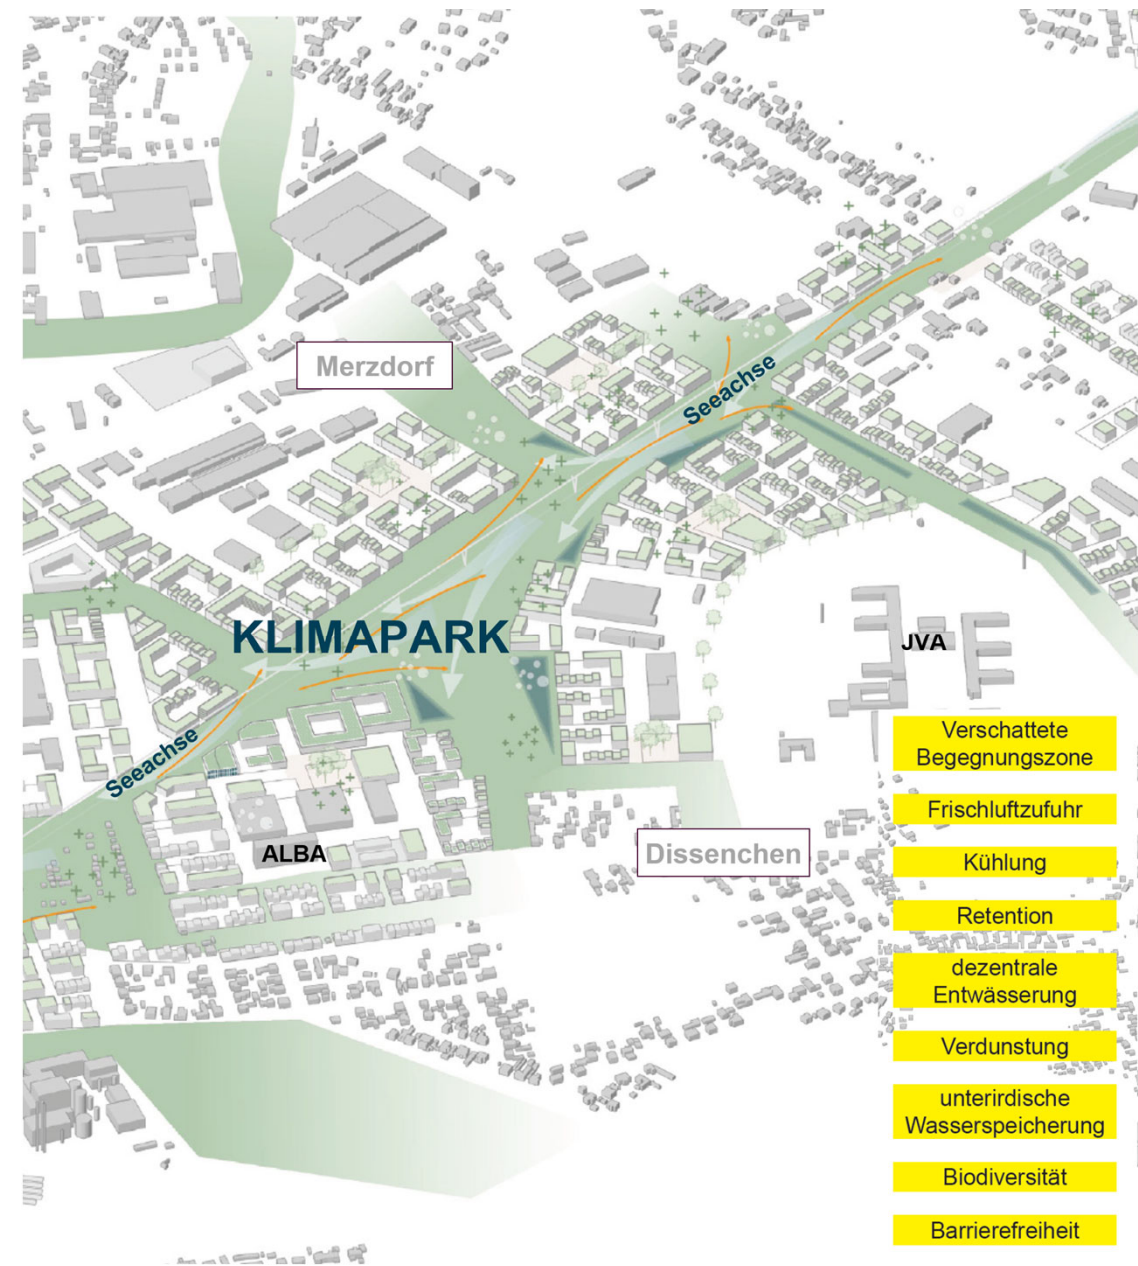 Merzdorf
Seeachse
KLIMAPARK
JVA
Seeachse
ALBA
Dissenchen
Verschattete
Begegnungszone
Frischluftzufuhr
Kühlung
Retention
dezentrale
Entwässerung
Verdunstung
unterirdische
Wasserspeicherung
Biodiversität
Barrierefreiheit